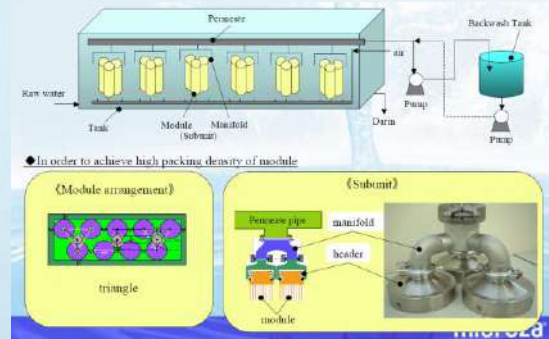 Permeate
Backwash Tank
air
Raw water
Tank
Module
(Subunit)
Manifold
Pump
Darm
Pump
◆In order to achieve high packing density of module
《Module arrangement》
triangle
《Subunit》
Permeate pipe
manifold
header
module
microza